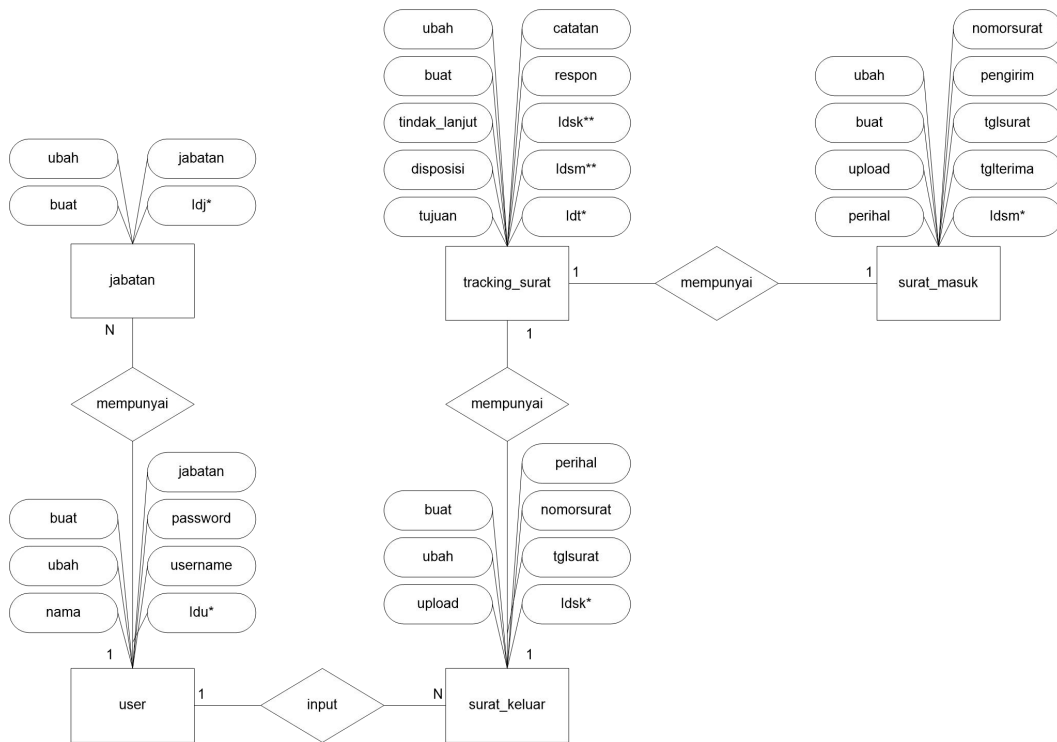 ubah
catatan
nomorsurat
buat
respon
ubah
pengirim
tindak_lanjut
Idsk**
buat
tglsurat
ubah
jabatan
disposisi
Idsm**
upload
tglterima
buat
Idj*
tujuan
Idt*
perihal
Idsm*
jabatan
tracking_surat
1
mempunyai
1
surat_masuk
N
1
mempunyai
mempunyai
jabatan
perihal
buat
password
buat
nomorsurat
ubah
username
ubah
tglsurat
nama
Idu*
upload
Idsk*
1
1
user
1
input
N
surat_keluar